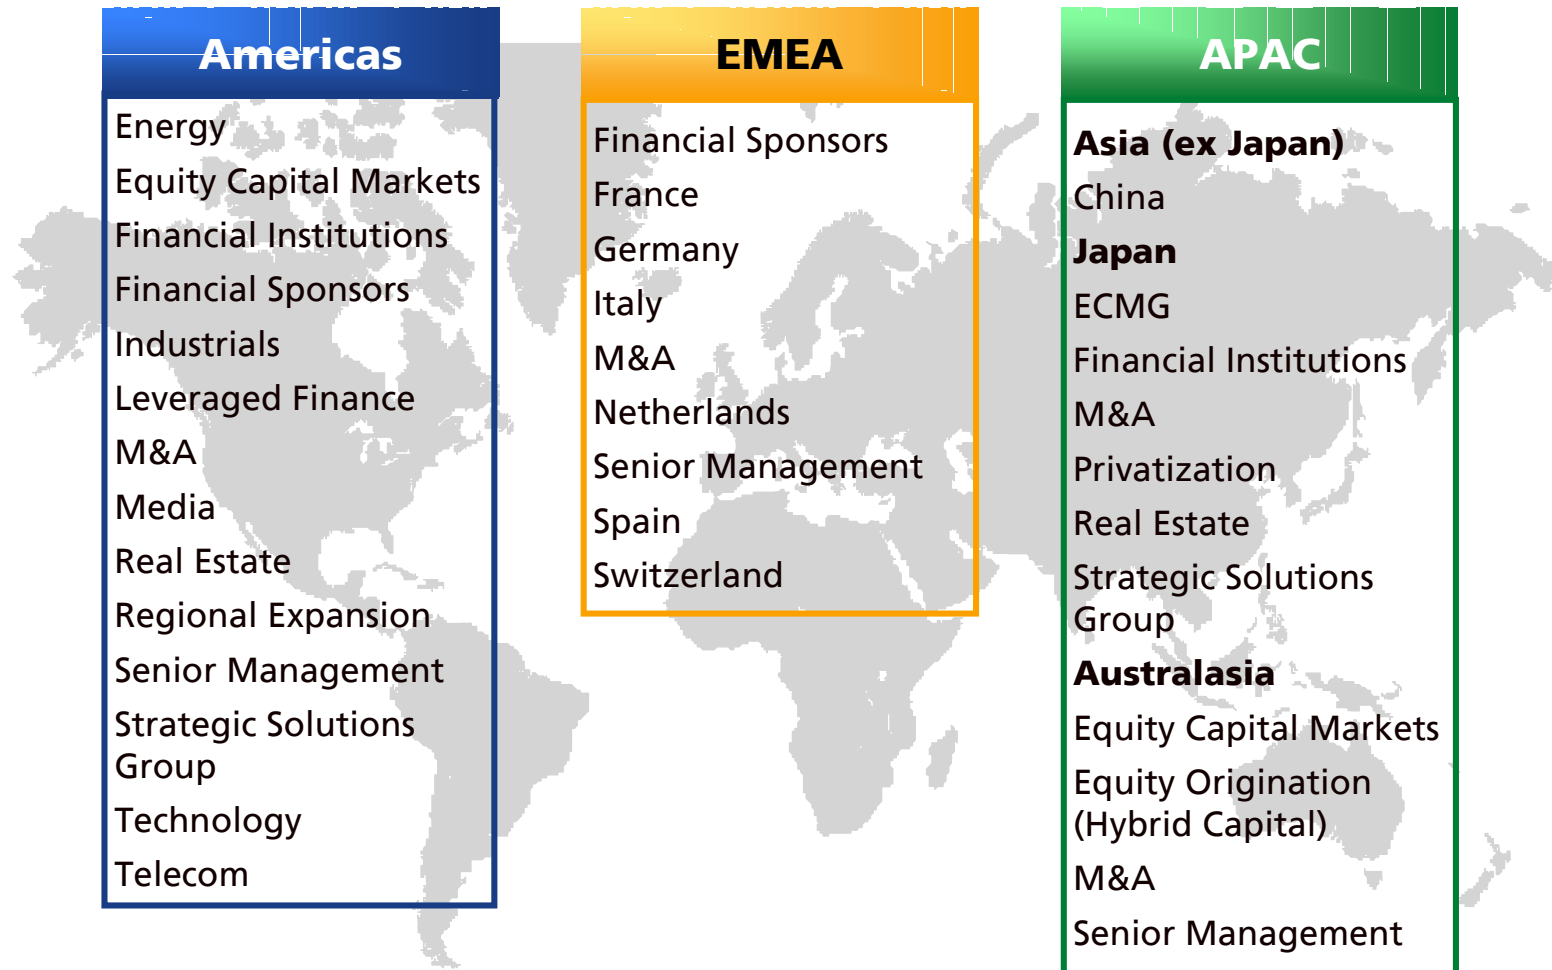 Americas
Energy
Equity Capital Markets
Financial Institutions
Financial Sponsors
Industrials
Leveraged Finance
M&A
Media
Real Estate
Regional Expansion
Senior Management
Strategic Solutions
Group
Technology
Telecom
EMEA
Financial Sponsors
France
Germany
Italy
M&A
Netherlands
Senior Management
Spain
Switzerland
APAC
Asia (ex Japan)
China
Japan
ECMG
Financial Institutions
M&A
Privatization
Real Estate
Strategic Solutions
Group
Australasia
Equity Capital Markets
Equity Origination
(Hybrid Capital)
M&A
Senior Management